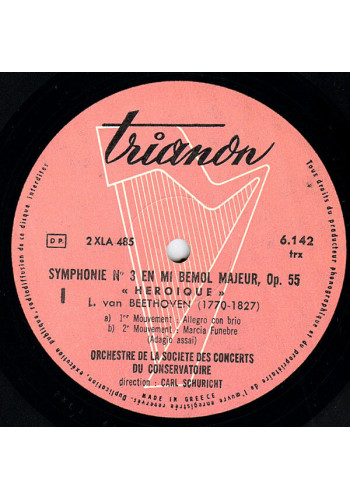 trianon
D P.
2 XLA 485
6.142
trx
SYMPHONIE N° 3 EN MI BEMOL MAJEUR, Op. 55
« HEROIQUE »
I
L. van BEETHOVEN (1770-1827)
a) 1er Mouvement : Allegro con brio
b) 2e Mouvement : Marcia Funebre
(Adagio assai)
ORCHESTRE DE LA SOCIETE DES CONCERTS
DU CONSERVATOIRE
direction : CARL SCHURICHT
MADE IN GREECE
Tous droits du producteur phonographique et du propriétaire de l'œuvre enregistrée réservés. Duplication, exécution publique, radiodiffusion de ce disque interdites